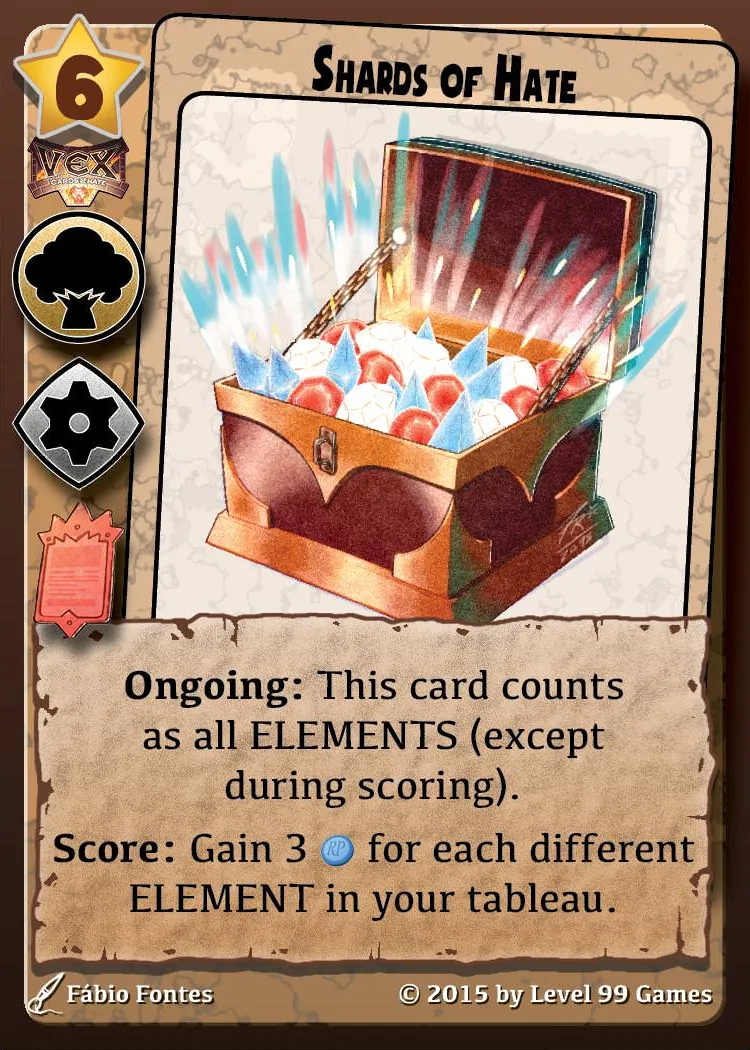 6
SHARDS OF HATE
VEX
Ongoing: This card counts
as all ELEMENTS (except
during scoring).
Score: Gain 3 RP for each different
ELEMENT in your tableau.
Fábio Fontes
© 2015 by Level 99 Games